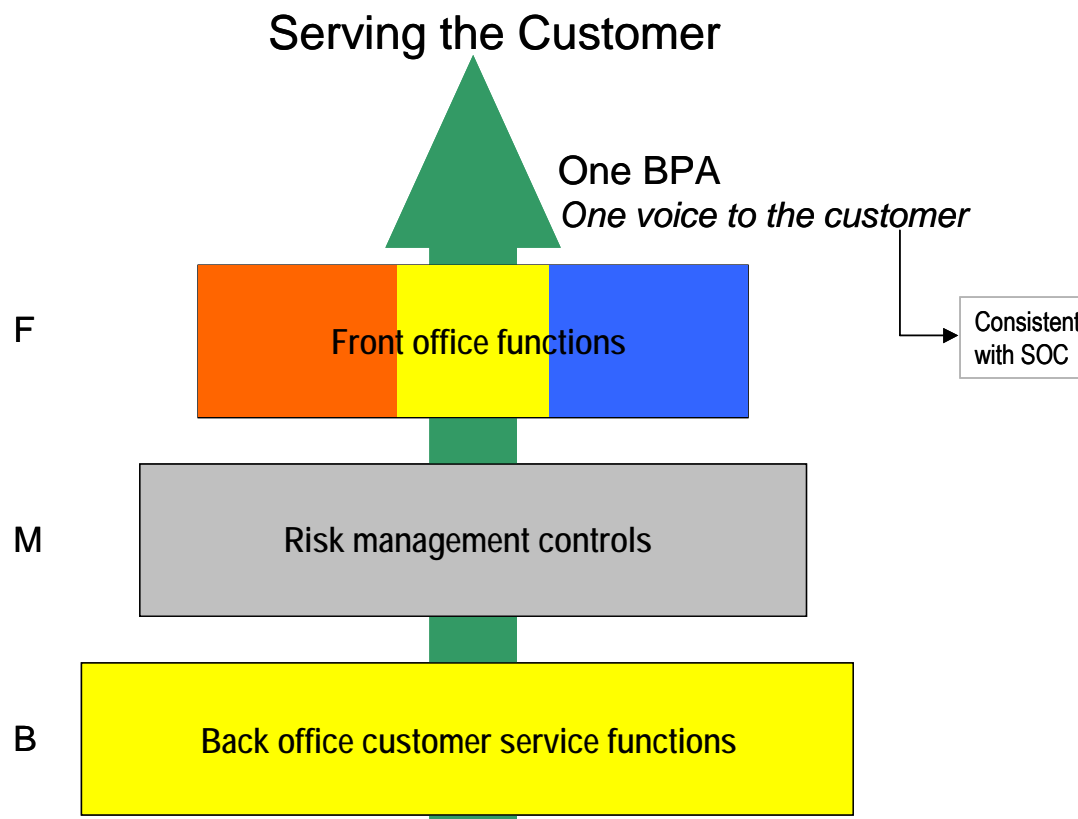 Serving the Customer
One BPA
One voice to the customer
F
Front office functions
Consistent
with SOC
M
Risk management controls
B
Back office customer service functions